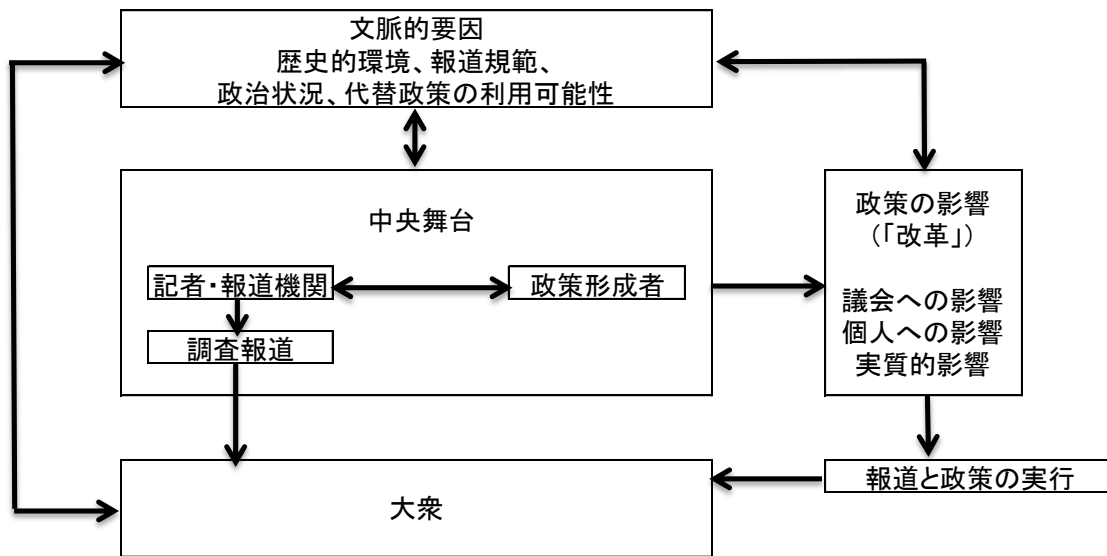 文脈的要因
歴史的環境、報道規範、
政治状況、代替政策の利用可能性
中央舞台
記者・報道機関
政策形成者
調査報道
政策の影響
(「改革」)
議会への影響
個人への影響
実質的影響
報道と政策の実行
大衆